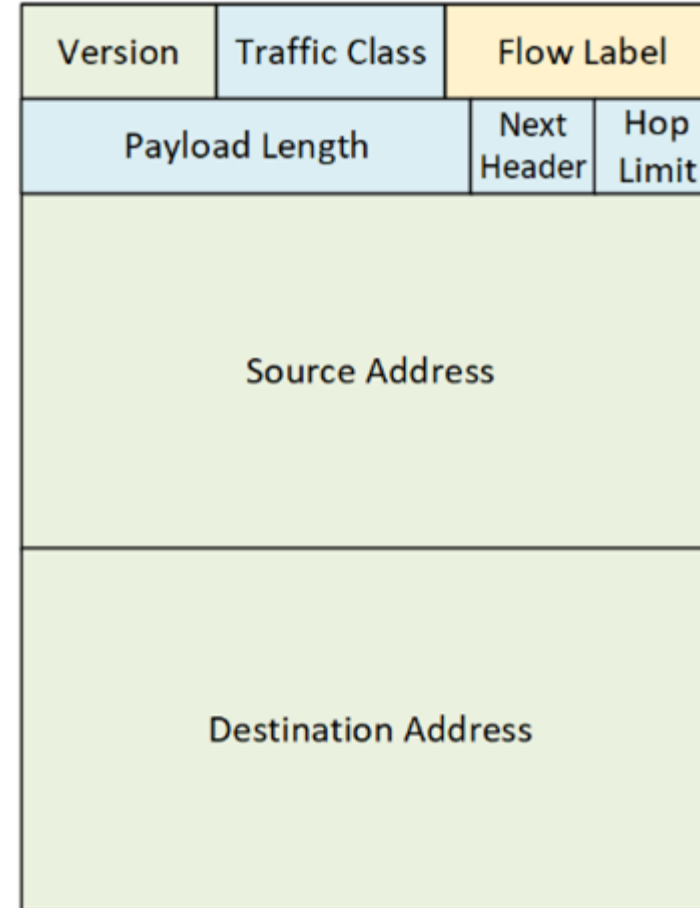 Version
Traffic Class
Flow Label
Payload Length
Next
Header
Hop
Limit
Source Address
Destination Address